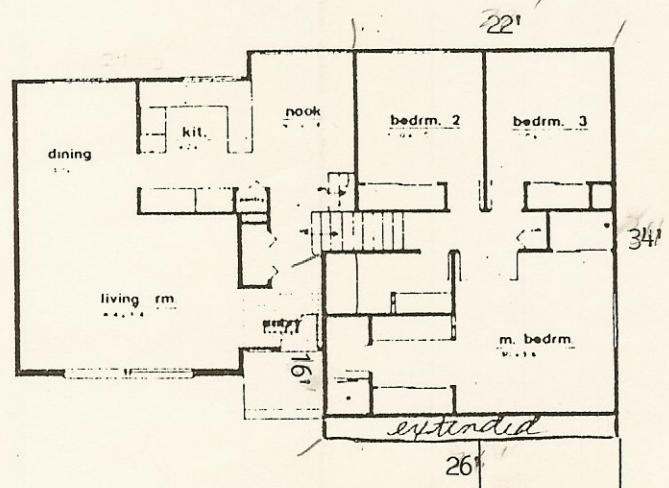 22'
nook
bedrm. 2
bedrm. 3
kit.
dining
34'
living rm
entry
m. bedrm
16'
extended
26'